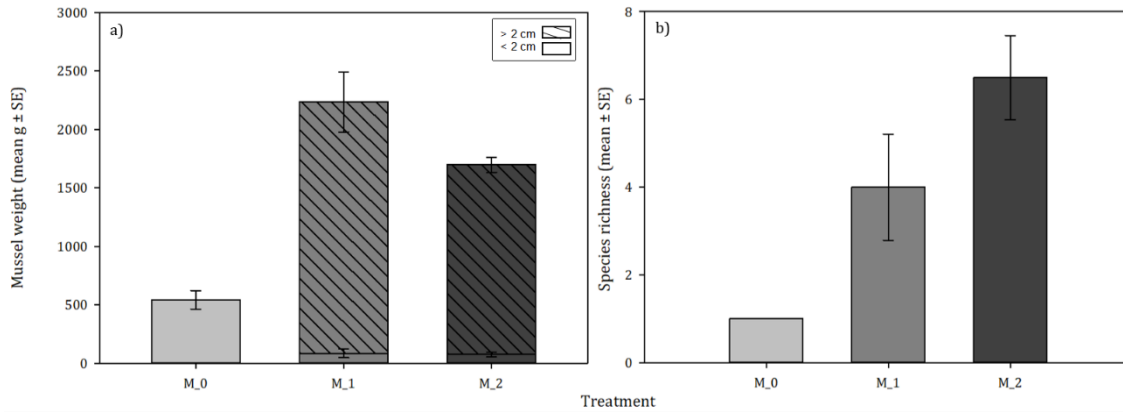 a)
> 2 cm
< 2 cm
3000
2500
2000
1500
1000
500
0
Mussel weight (mean g ± SE)
M_0
M_1
M_2
b)
8
6
4
2
0
Species richness (mean ± SE)
M_0
M_1
M_2
Treatment